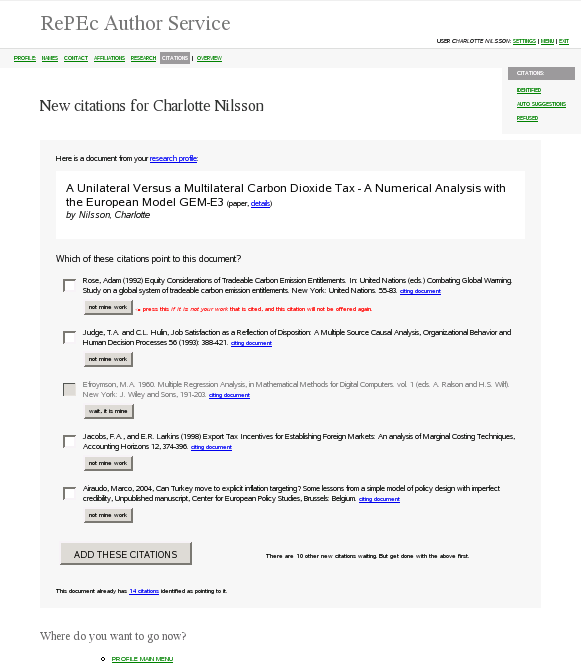 RePEc Author Service
USER CHARLOTTE NILSSON: SETTINGS | MENU | EXIT
PROFILE: NAMES CONTACT AFFILIATIONS RESEARCH CITATIONS | OVERVIEW
CITATIONS:
IDENTIFIED
AUTO SUGGESTIONS
REFUSED
New citations for Charlotte Nilsson
Here is a document from your research profile:
A Unilateral Versus a Multilateral Carbon Dioxide Tax - A Numerical Analysis with
the European Model GEM-E3 (paper, details)
by Nilsson, Charlotte
Which of these citations point to this document?
Rose, Adam (1992) Equity Considerations of Tradeable Carbon Emission Entitlements. In: United Nations (eds.) Combating Global Warming.
Study on a global system of tradeable carbon emission entitlements. New York: United Nations. 55-83. citing document
not mine work
- press this if it is not your work that is cited, and this citation will not be offered again.
Judge, T.A. and C.L. Hulin, Job Satisfaction as a Reflection of Disposition: A Multiple Source Causal Analysis, Organizational Behavior and
Human Decision Processes 56 (1993): 388-421. citing document
not mine work
Efroymson, M.A. 1960. Multiple Regression Analysis, in Mathematical Methods for Digital Computers. vol. 1 (eds. A. Ralson and H.S. Wilf).
New York: J. Wiley and Sons, 191-203. citing document
wait, it is mine
Jacobs, F.A., and E.R. Larkins (1998) Export Tax Incentives for Establishing Foreign Markets: An analysis of Marginal Costing Techniques,
Accounting Horizons 12, 374-396. citing document
not mine work
Airaudo, Marco, 2004, Can Turkey move to explicit inflation targeting? Some lessons from a simple model of policy design with imperfect
credibility, Unpublished manuscript, Center for European Policy Studies, Brussels: Belgium. citing document
not mine work
ADD THESE CITATIONS
There are 10 other new citations waiting. But get done with the above first.
This document already has 14 citations identified as pointing to it.
Where do you want to go now?
PROFILE MAIN MENU